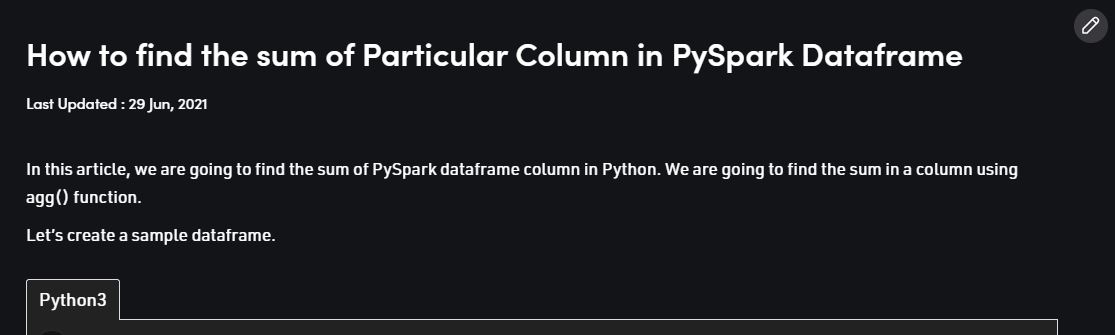 How to find the sum of Particular Column in PySpark Dataframe
Last Updated : 29 Jun, 2021
In this article, we are going to find the sum of PySpark dataframe column in Python. We are going to find the sum in a column using
agg() function.
Let's create a sample dataframe.
Python3